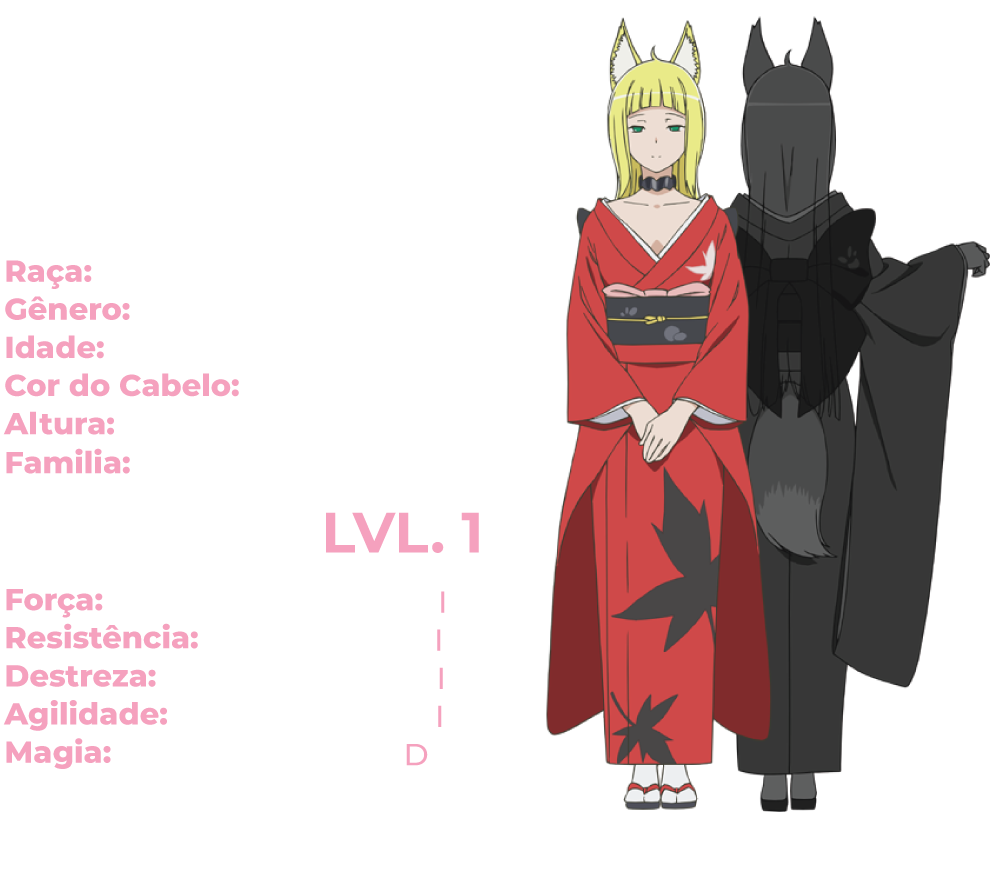 Raça:
Gênero:
Idade:
Cor do Cabelo:
Altura:
Familia:
LVL. 1
Força: I
Resistência: I
Destreza: I
Agilidade: I
Magia: D